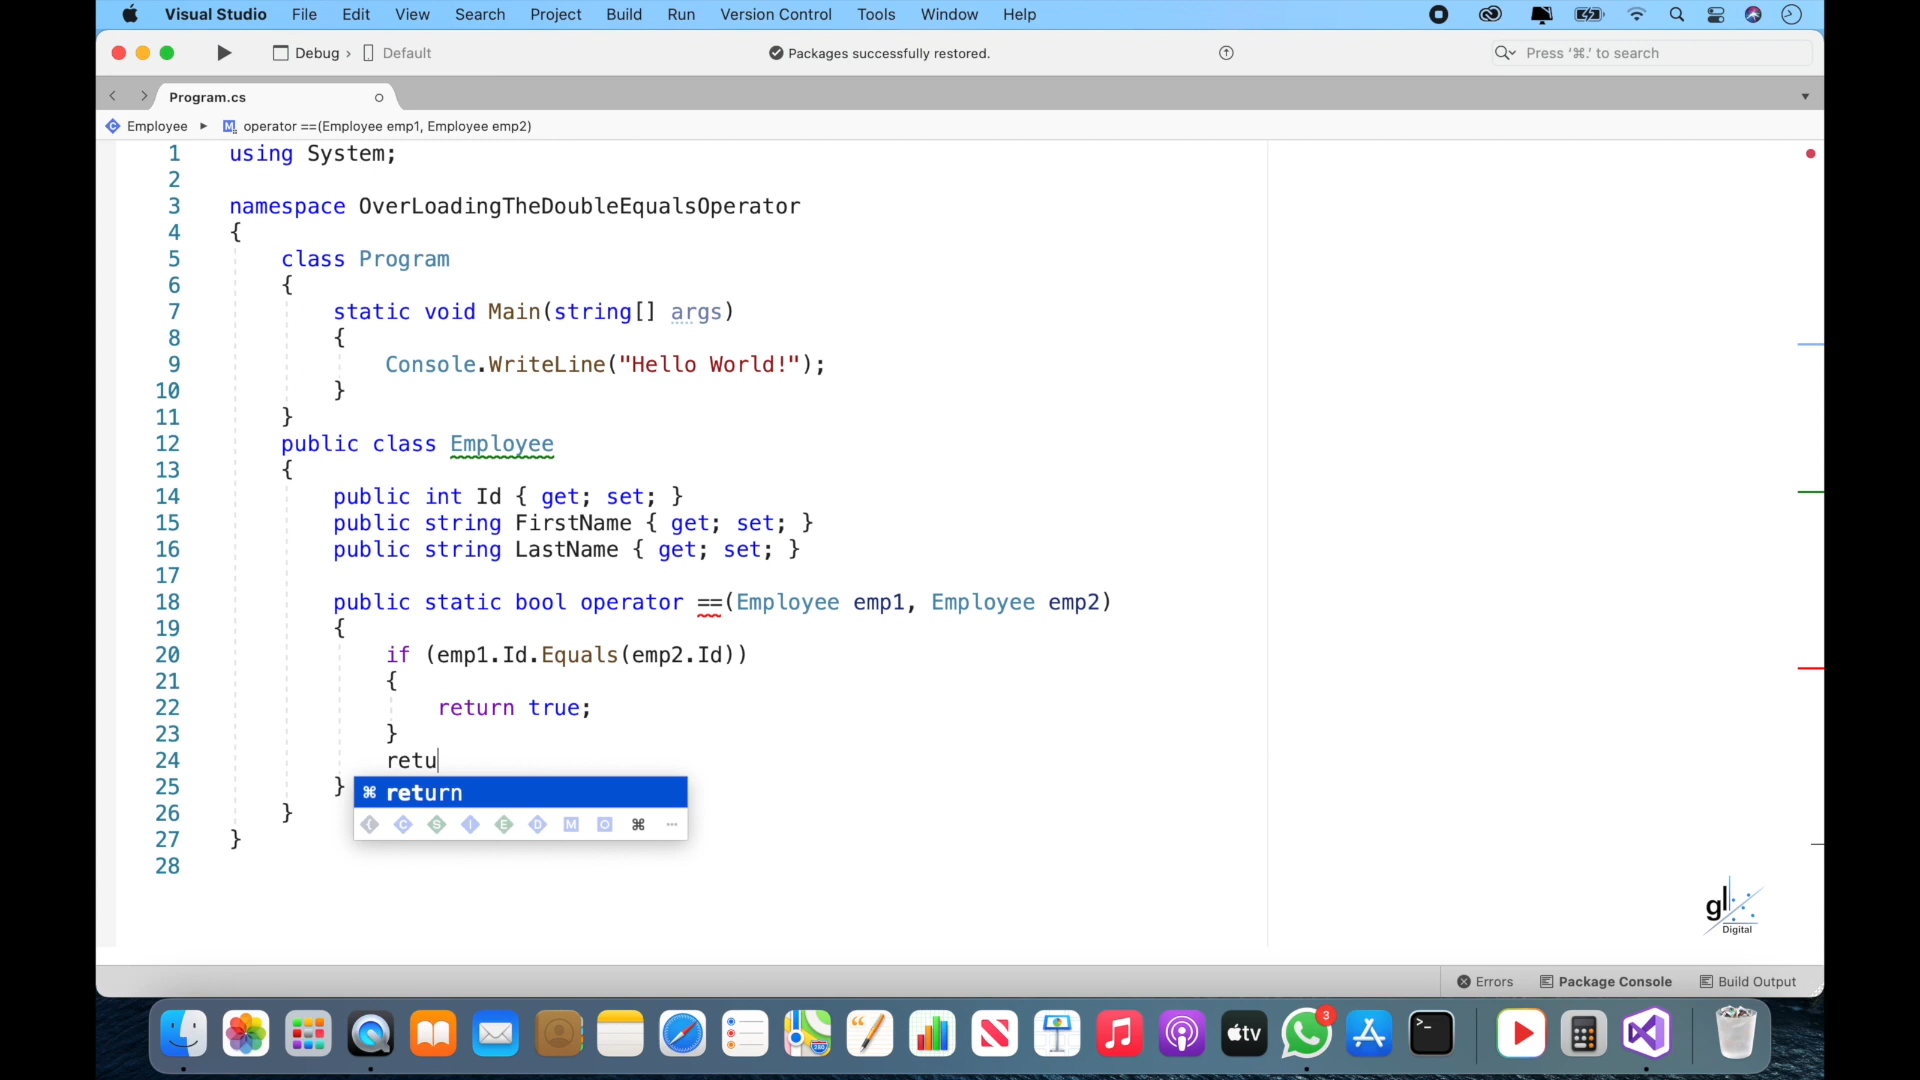 Visual Studio File Edit View Search Project Build Run Version Control Tools Window Help
Debug › Default
Packages successfully restored.
Press '⌘.' to search
Program.cs
Employee ▸ operator ==(Employee emp1, Employee emp2)
1 using System;
2
3 namespace OverLoadingTheDoubleEqualsOperator
4 {
5 class Program
6 {
7 static void Main(string[] args)
8 {
9 Console.WriteLine("Hello World!");
10 }
11 }
12 public class Employee
13 {
14 public int Id { get; set; }
15 public string FirstName { get; set; }
16 public string LastName { get; set; }
17
18 public static bool operator ==(Employee emp1, Employee emp2)
19 {
20 if (emp1.Id.Equals(emp2.Id))
21 {
22 return true;
23 }
24 retu
25 }
⌘ return
26 }
{ C S I E D M O ⌘ ...
27 }
28
gl
Digital
Errors Package Console Build Output
280
tv
3
>_